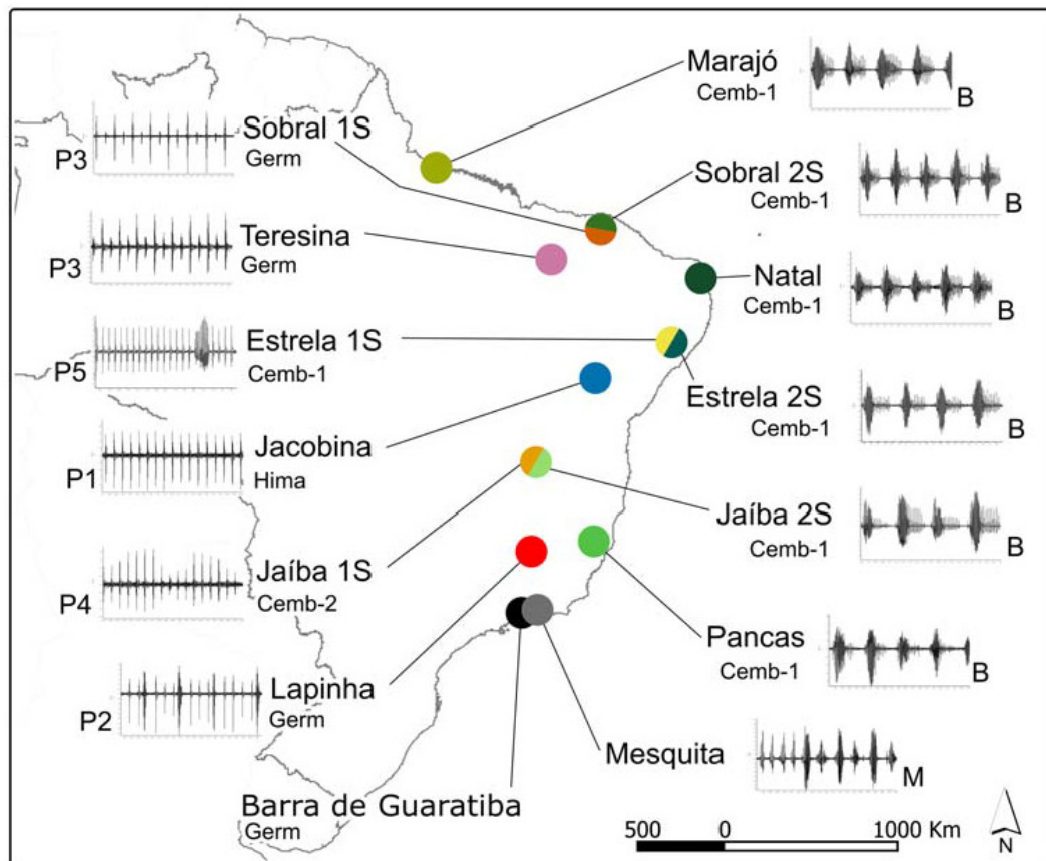 Marajó
Cemb-1
B
Sobral 1S
Germ
P3
Sobral 2S
Cemb-1
B
Teresina
Germ
P3
Natal
Cemb-1
B
Estrela 1S
Cemb-1
P5
Estrela 2S
Cemb-1
B
Jacobina
Hima
P1
Jaíba 2S
Cemb-1
B
Jaíba 1S
Cemb-2
P4
Pancas
Cemb-1
B
Lapinha
Germ
P2
Mesquita
M
Barra de Guaratiba
Germ
500 0 1000 Km
N